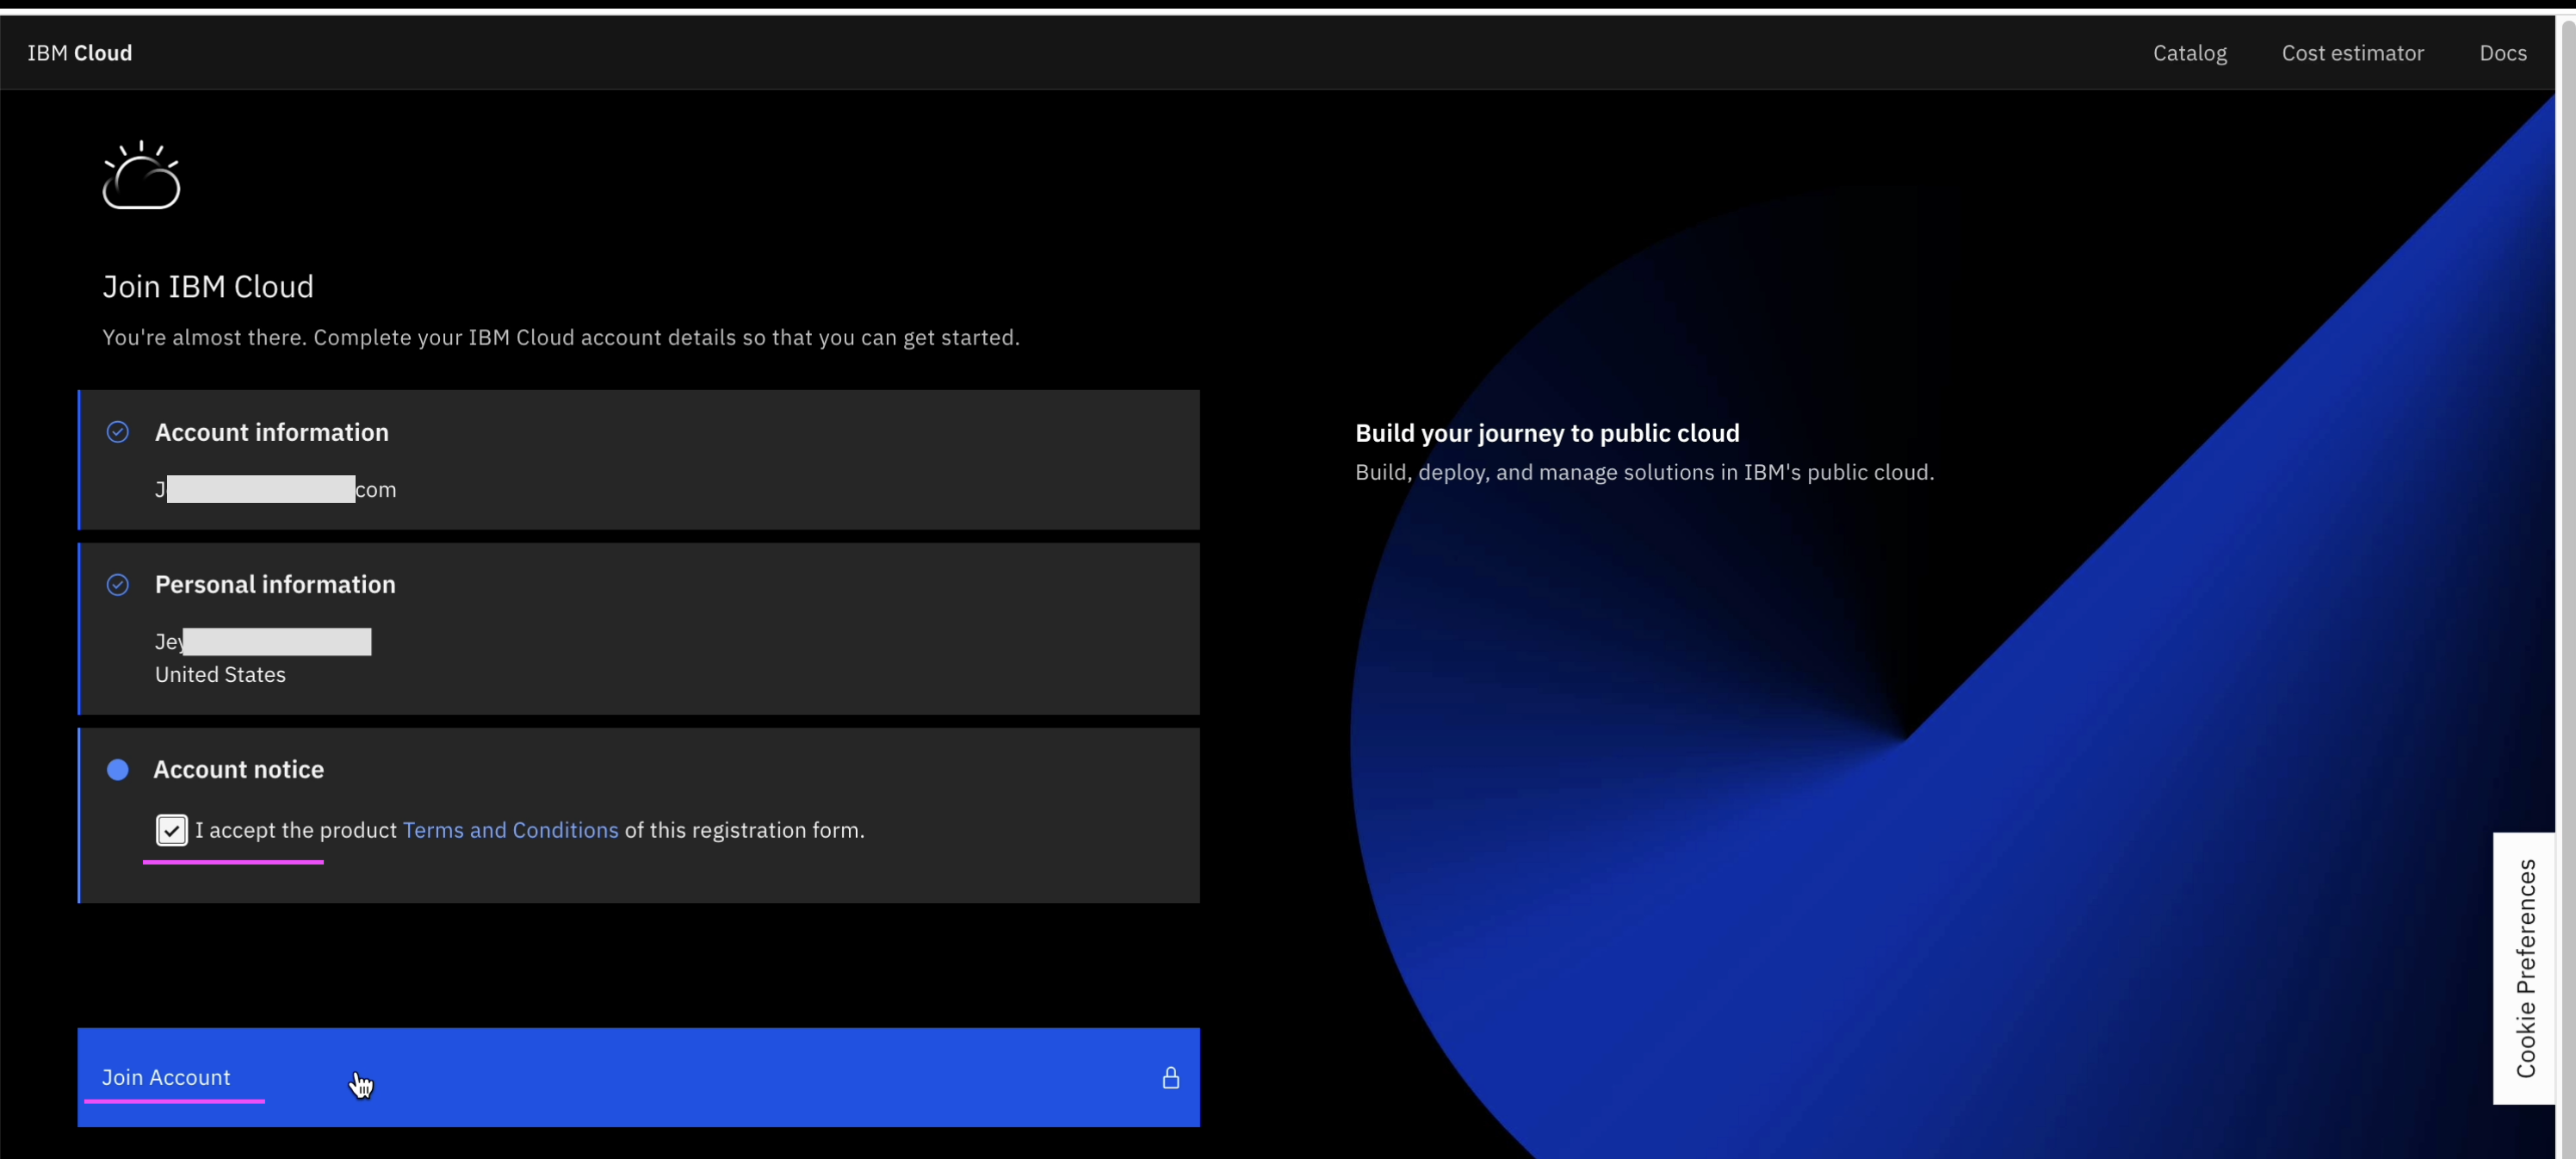 IBM Cloud
Catalog
Cost estimator
Docs
Join IBM Cloud
You're almost there. Complete your IBM Cloud account details so that you can get started.
Account information
J
com
Personal information
Jey
United States
Account notice
I accept the product Terms and Conditions of this registration form.
Join Account
Build your journey to public cloud
Build, deploy, and manage solutions in IBM's public cloud.
Cookie Preferences